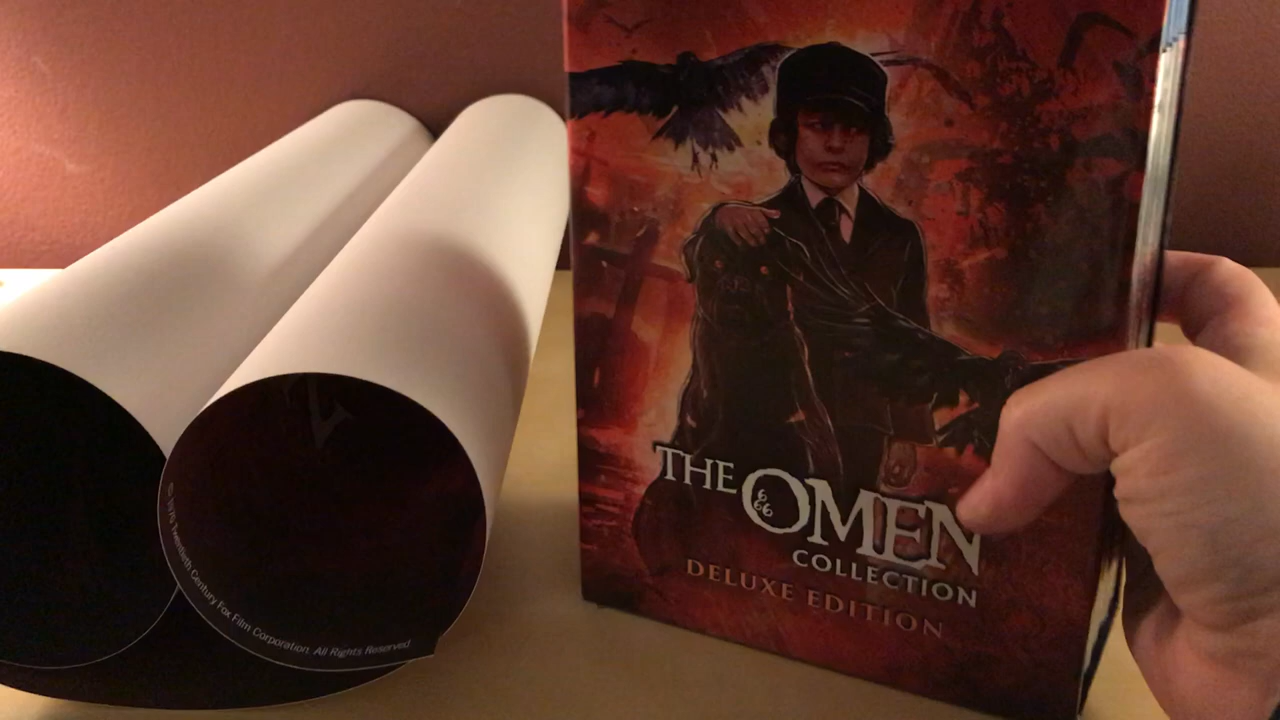 THE OMEN
666
COLLECTION
DELUXE EDITION
© 1976 Twentieth Century Fox Film Corporation. All Rights Reserved.